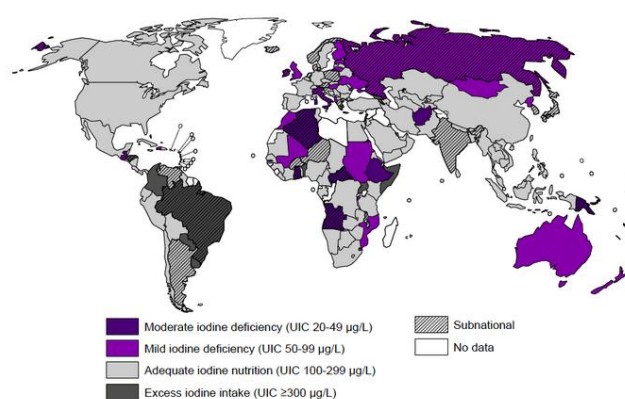 Moderate iodine deficiency (UIC 20-49 µg/L)
Mild iodine deficiency (UIC 50-99 µg/L)
Adequate iodine nutrition (UIC 100-299 µg/L)
Excess iodine intake (UIC ≥300 µg/L)
Subnational
No data